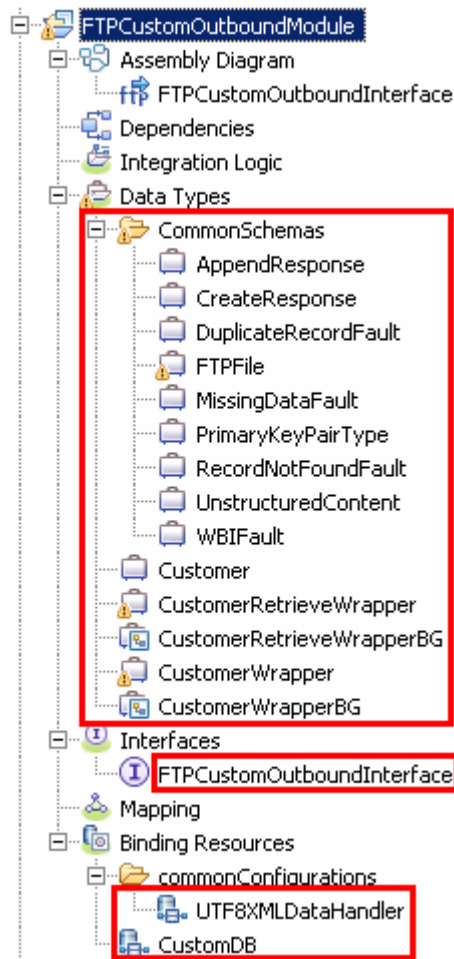 FTPCustomOutboundModule
Assembly Diagram
ftp FTPCustomOutboundInterface
Dependencies
Integration Logic
Data Types
CommonSchemas
AppendResponse
CreateResponse
DuplicateRecordFault
FTPFile
MissingDataFault
PrimaryKeyPairType
RecordNotFoundFault
UnstructuredContent
WBIFault
Customer
CustomerRetrieveWrapper
CustomerRetrieveWrapperBG
CustomerWrapper
CustomerWrapperBG
Interfaces
I FTPCustomOutboundInterface
Mapping
Binding Resources
commonConfigurations
UTF8XMLDataHandler
CustomDB